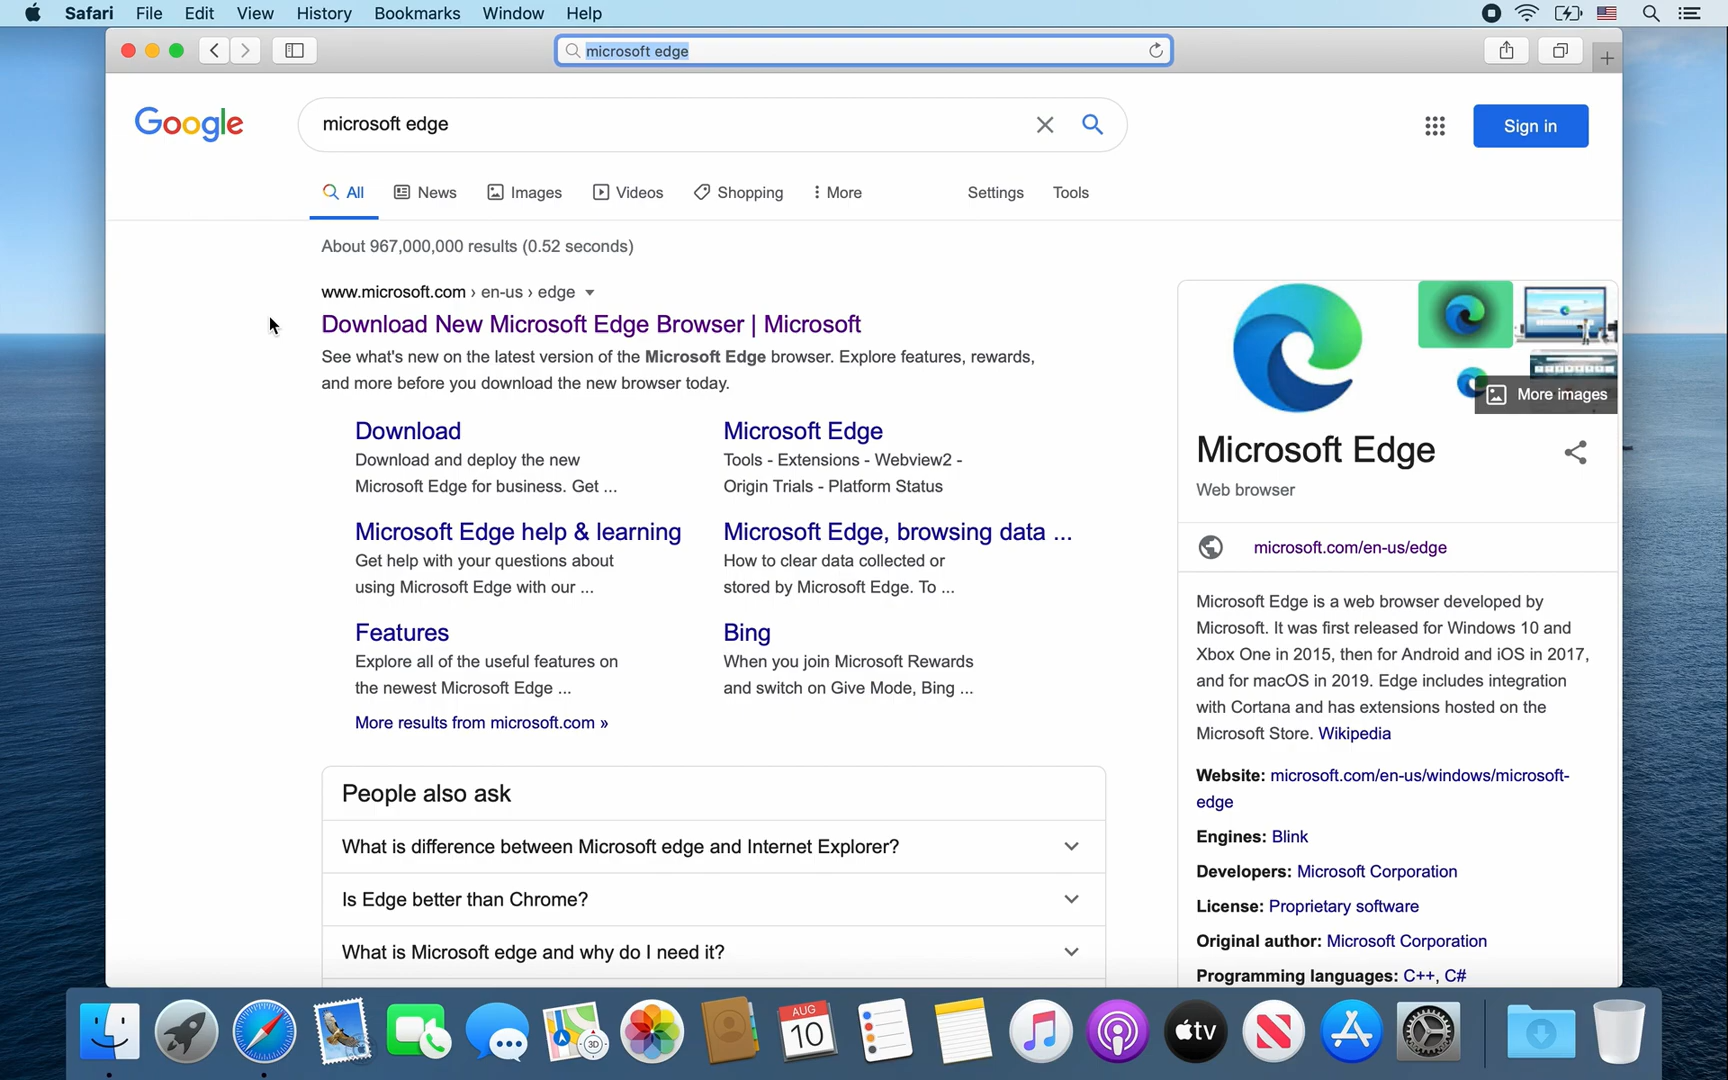 Safari File Edit View History Bookmarks Window Help
microsoft edge
Google
microsoft edge
Sign in
All News Images Videos Shopping More Settings Tools
About 967,000,000 results (0.52 seconds)
www.microsoft.com › en-us › edge
Download New Microsoft Edge Browser | Microsoft
See what's new on the latest version of the Microsoft Edge browser. Explore features, rewards,
and more before you download the new browser today.
Download
Download and deploy the new
Microsoft Edge for business. Get ...
Microsoft Edge
Tools - Extensions - Webview2 -
Origin Trials - Platform Status
Microsoft Edge help & learning
Get help with your questions about
using Microsoft Edge with our ...
Microsoft Edge, browsing data ...
How to clear data collected or
stored by Microsoft Edge. To ...
Features
Explore all of the useful features on
the newest Microsoft Edge ...
Bing
When you join Microsoft Rewards
and switch on Give Mode, Bing ...
More results from microsoft.com »
People also ask
What is difference between Microsoft edge and Internet Explorer?
Is Edge better than Chrome?
What is Microsoft edge and why do I need it?
More images
Microsoft Edge
Web browser
microsoft.com/en-us/edge
Microsoft Edge is a web browser developed by
Microsoft. It was first released for Windows 10 and
Xbox One in 2015, then for Android and iOS in 2017,
and for macOS in 2019. Edge includes integration
with Cortana and has extensions hosted on the
Microsoft Store. Wikipedia
Website: microsoft.com/en-us/windows/microsoft-
edge
Engines: Blink
Developers: Microsoft Corporation
License: Proprietary software
Original author: Microsoft Corporation
Programming languages: C++, C#
3D
AUG
10
tv